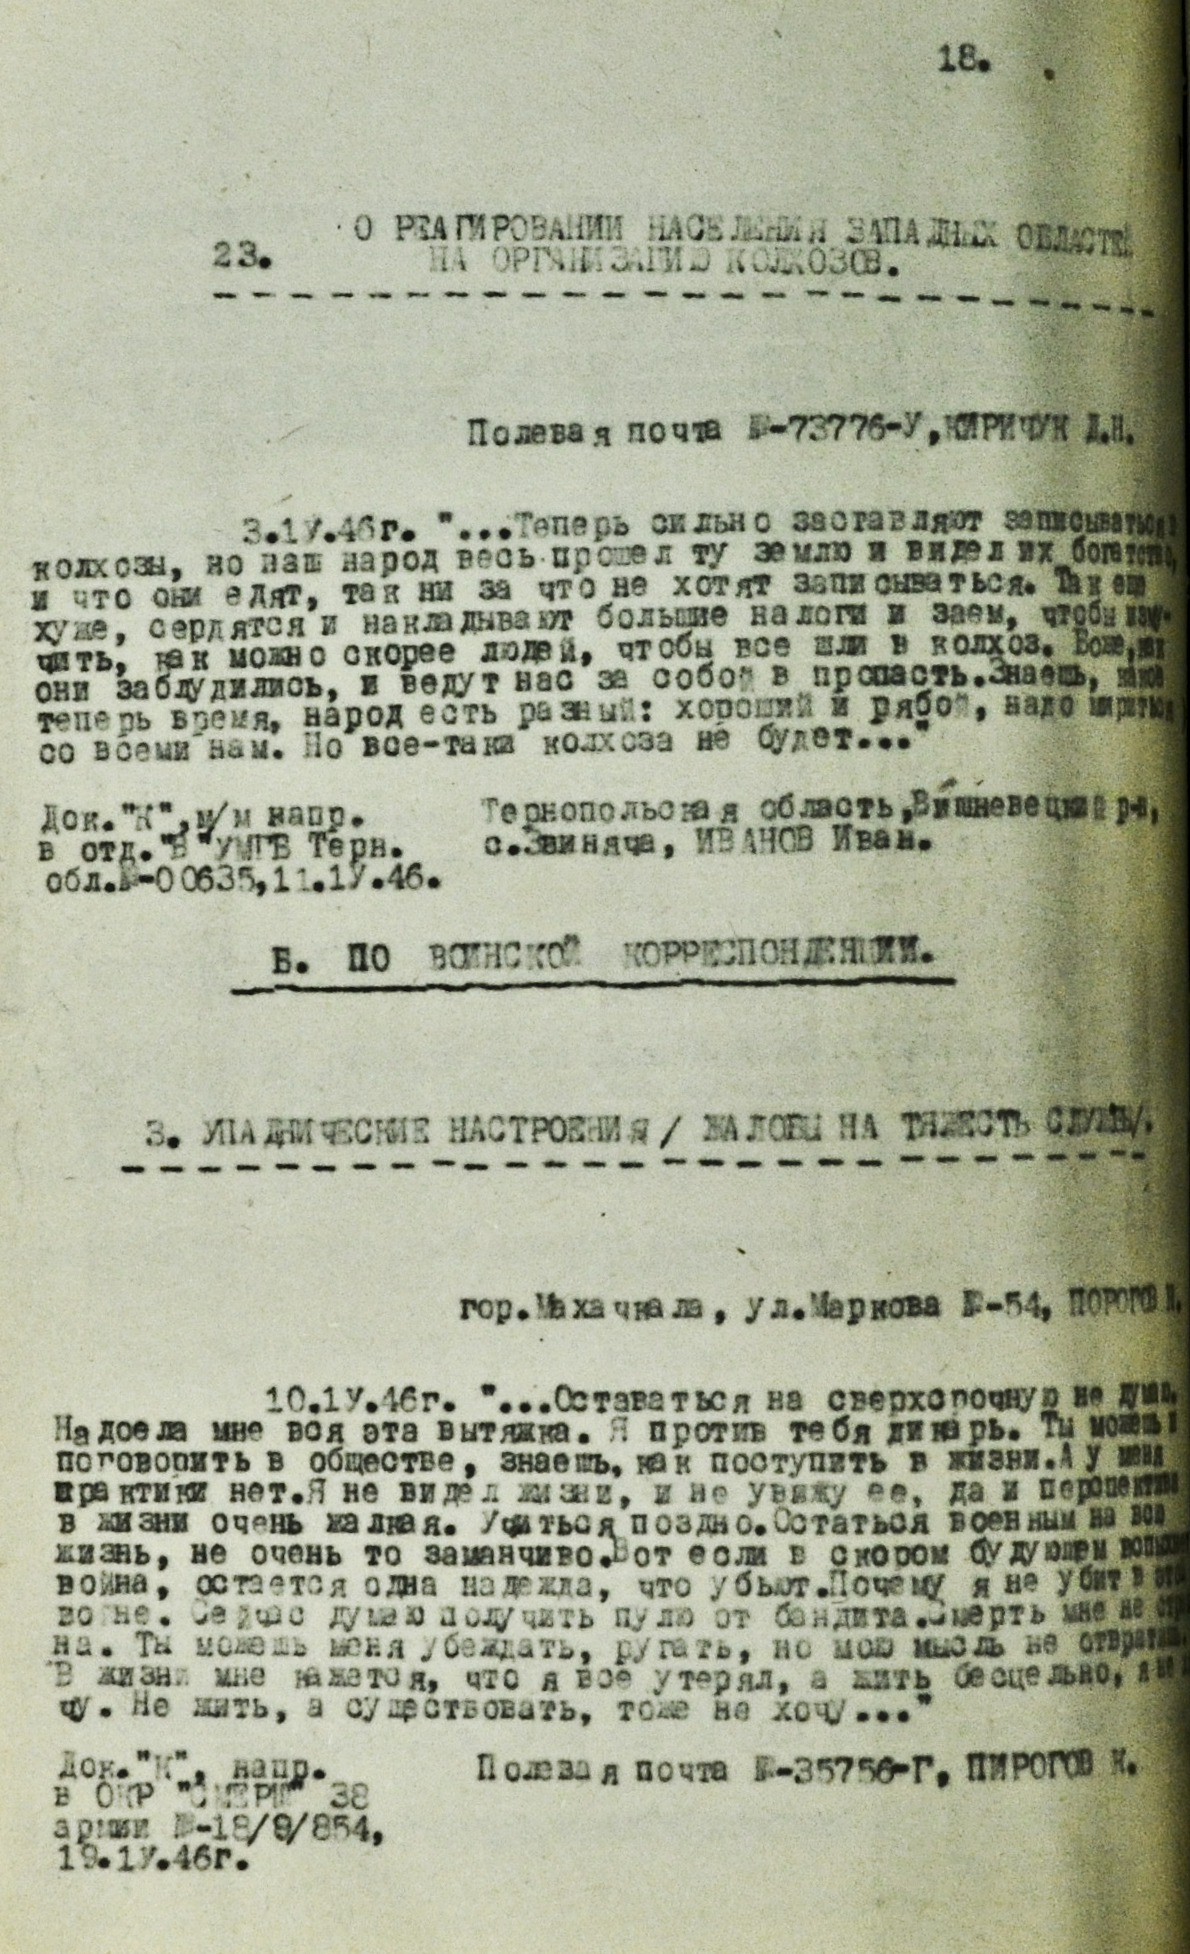 18.
О РЕАГИРОВАНИИ НАСЕЛЕНИЯ ЗАПАДНЫХ ОБЛАСТЕЙ
23. НА ОРГАНИЗАЦИЮ КОЛХОЗОВ.
Полевая почта №-73776-У, КИРИЧУК Д.Н.
3.1У.46г. "...Теперь сильно заставляют записываться в
колхозы, но наш народ весь прошел ту землю и видел их богатство,
и что они едят, так ни за что не хотят записываться. Так еще
хуже, сердятся и накладывают большие налоги и заем, чтобы
чить, как можно скорее людей, чтобы все шли в колхоз. Боже,
они заблудились, и ведут нас за собой в пропасть. Знаешь, какое
теперь время, народ есть разный: хороший и рябой, надо мириться
со всеми нам. Но все-таки колхоза не будет..."
Док."К", м/м напр. Тернопольская область, Вишневецкий р-н,
в отд."В" УМГБ Терн. с.Звиняча, ИВАНОВ Иван.
обл.№-00635, 11.1У.46.
Б. ПО ВОИНСКОЙ КОРРЕСПОНДЕНЦИИ.
3. УПАДНИЧЕСКИЕ НАСТРОЕНИЯ / ЖАЛОБЫ НА ТЯЖЕСТЬ СЛУЖБЫ/.
гор.Махачкала, ул.Маркова №-54, ПОРОГОВ
10.1У.46г. "...Оставаться на сверхсрочную не думаю.
Надоела мне вся эта вытяжка. Я против тебя дикарь. Ты можешь
поговорить в обществе, знаешь, как поступить в жизни.А у меня
практики нет.Я не видел жизни, и не увижу ее, да и перспектива
в жизни очень жалкая. Учиться поздно.Остаться военным на всю
жизнь, не очень то заманчиво.Вот если в скором будующем
война, остается одна надежда, что убьют.Почему я не убит в
войне. Сейчас думаю получить пулю от бандита.Смерть мне не
на. Ты можешь меня убеждать, ругать, но мою мысль не отвратишь.
В жизни мне кажется, что я все утерял, а жить бесцельно, я не
чу. Не жить, а существовать, тоже не хочу..."
Док."К", напр. Полевая почта №-35756-Г, ПИРОГОВ Н.
в ОКР "СМЕРШ" 38
армии №-18/9/854,
19.1У.46г.